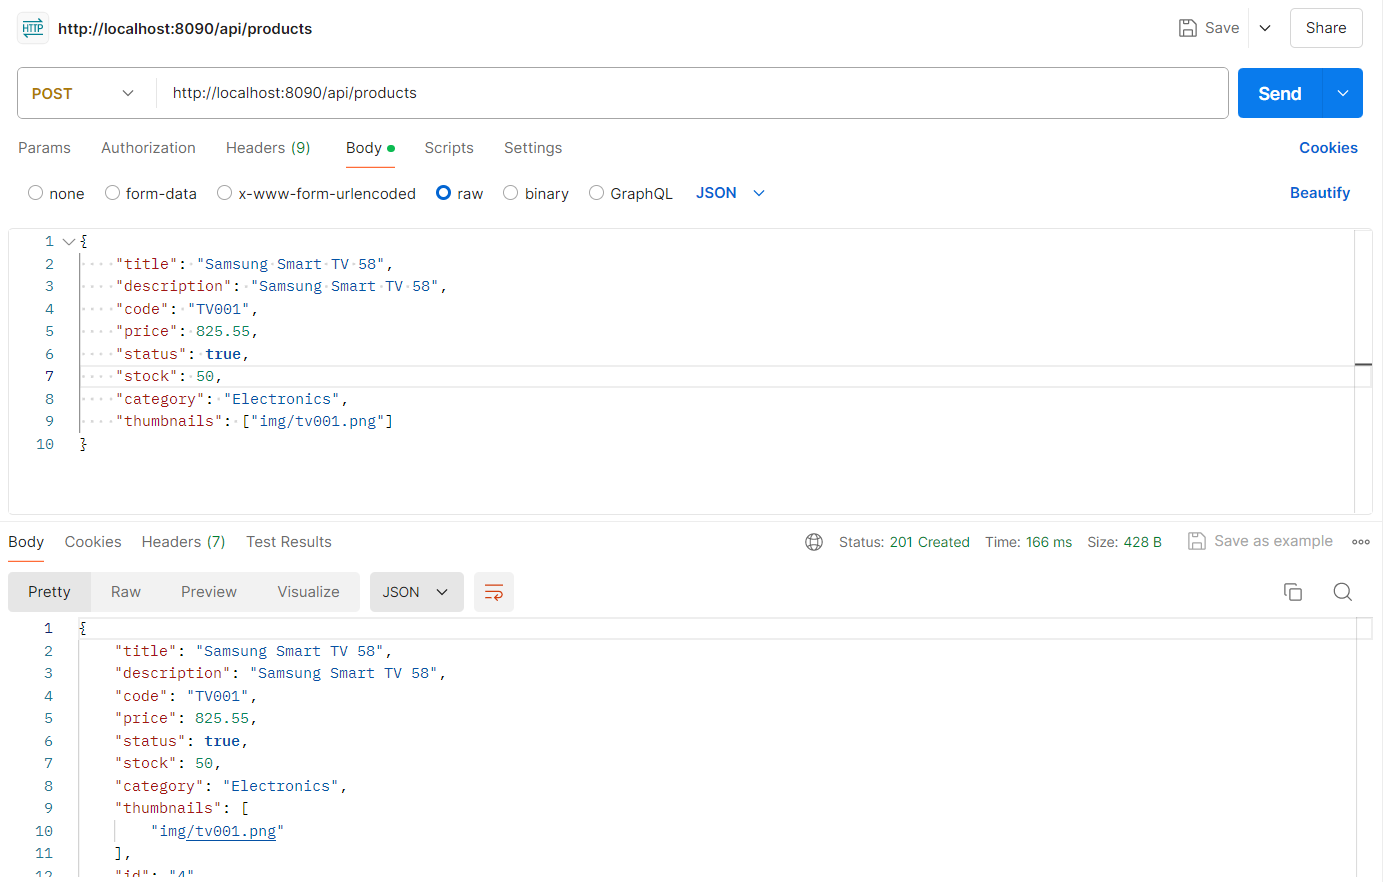 HTTP http://localhost:8090/api/products Save Share
POST http://localhost:8090/api/products Send
Params Authorization Headers (9) Body Scripts Settings Cookies
none form-data x-www-form-urlencoded raw binary GraphQL JSON Beautify
1 {
2 "title": "Samsung Smart TV 58",
3 "description": "Samsung Smart TV 58",
4 "code": "TV001",
5 "price": 825.55,
6 "status": true,
7 "stock": 50,
8 "category": "Electronics",
9 "thumbnails": ["img/tv001.png"]
10 }
Body Cookies Headers (7) Test Results Status: 201 Created Time: 166 ms Size: 428 B Save as example
Pretty Raw Preview Visualize JSON
1 {
2 "title": "Samsung Smart TV 58",
3 "description": "Samsung Smart TV 58",
4 "code": "TV001",
5 "price": 825.55,
6 "status": true,
7 "stock": 50,
8 "category": "Electronics",
9 "thumbnails": [
10 "img/tv001.png"
11 ],
12 "id": "4"